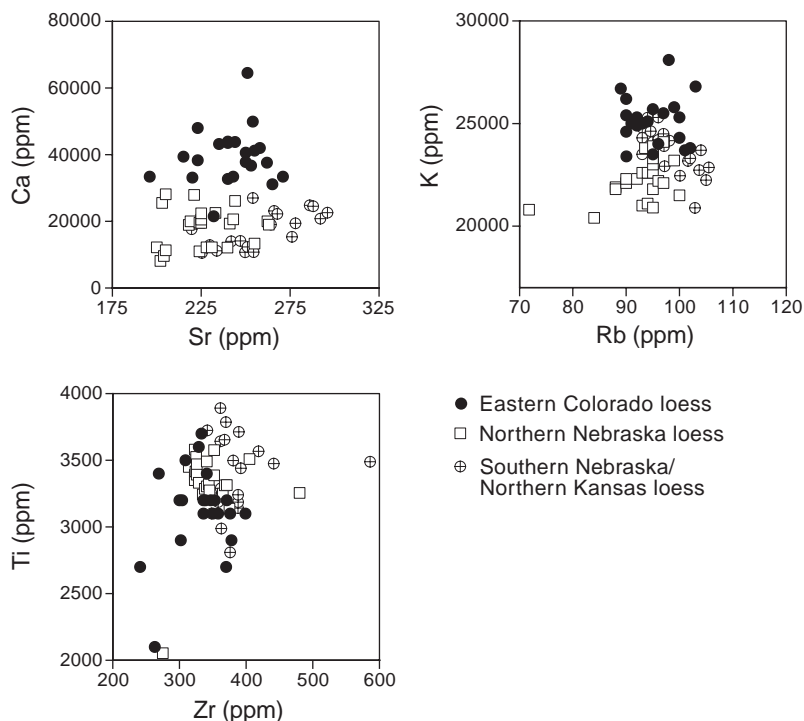 80000
60000
40000
20000
0
Ca (ppm)
175 225 275 325
Sr (ppm)
30000
25000
20000
K (ppm)
70 80 90 100 110 120
Rb (ppm)
4000
3500
3000
2500
2000
Ti (ppm)
200 300 400 500 600
Zr (ppm)
Eastern Colorado loess
Northern Nebraska loess
Southern Nebraska/
Northern Kansas loess